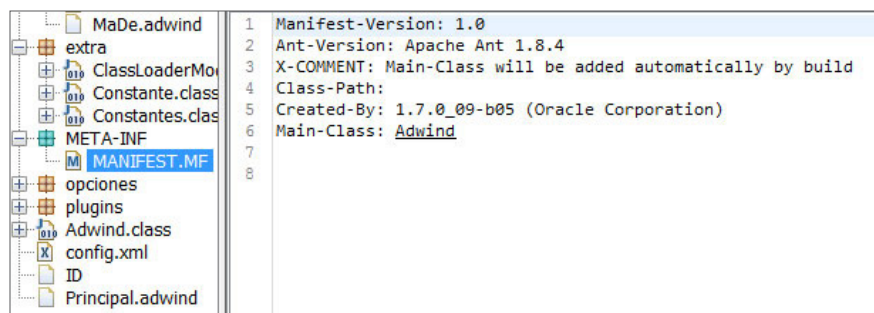 MaDe.adwind
extra
ClassLoaderMo
Constante.class
Constantes.clas
META-INF
MANIFEST.MF
opciones
plugins
Adwind.class
config.xml
ID
Principal.adwind
1 Manifest-Version: 1.0
2 Ant-Version: Apache Ant 1.8.4
3 X-COMMENT: Main-Class will be added automatically by build
4 Class-Path:
5 Created-By: 1.7.0_09-b05 (Oracle Corporation)
6 Main-Class: Adwind
7
8